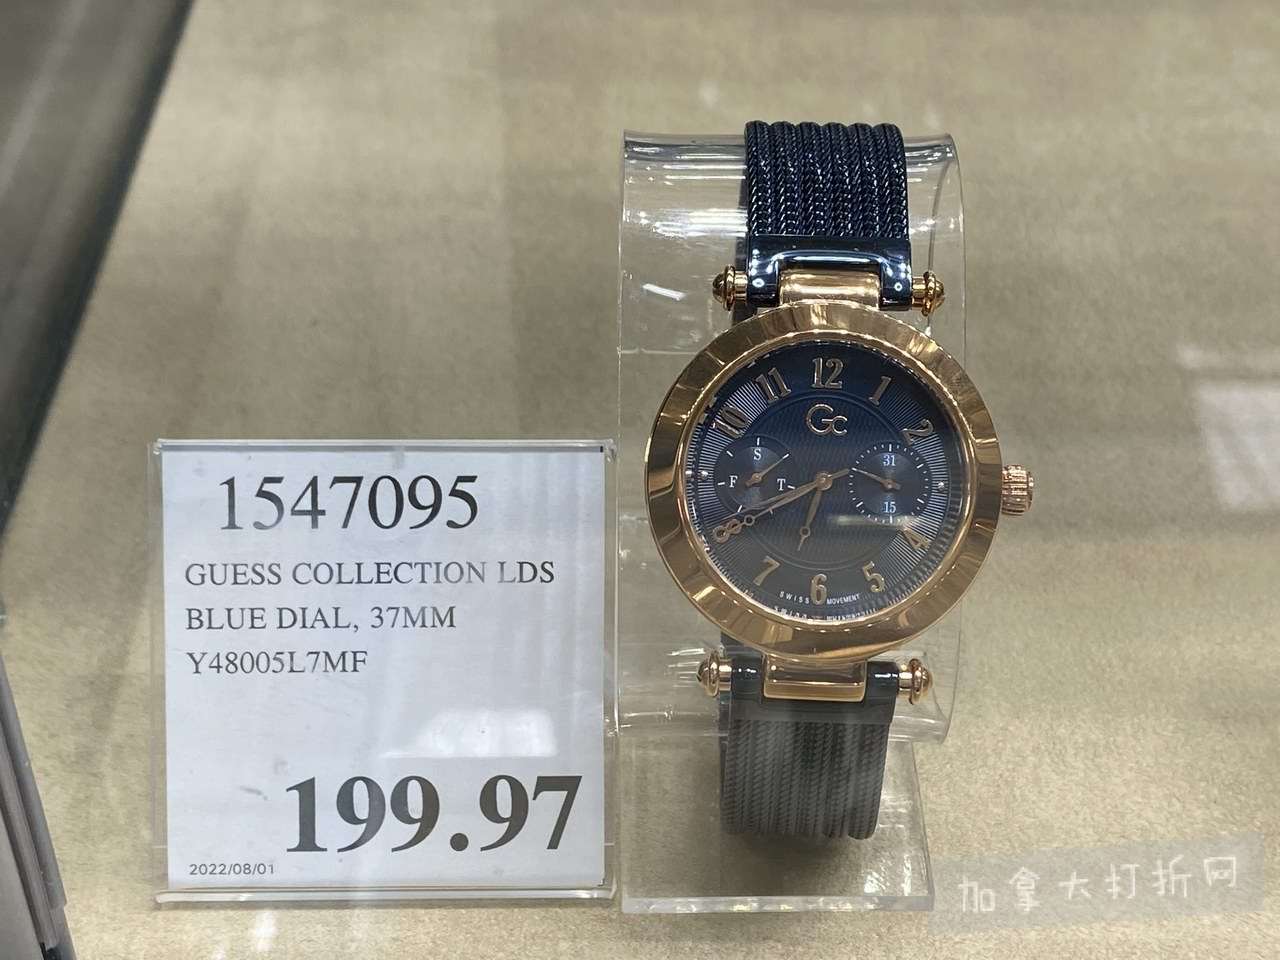 1547095
GUESS COLLECTION LDS
BLUE DIAL, 37MM
Y48005L7MF
199.97
2022/08/01
12
11
1
10
2
Gc
S
F
T
31
15
8
4
7
6
5
SWISS MOVEMENT
加拿大打折网